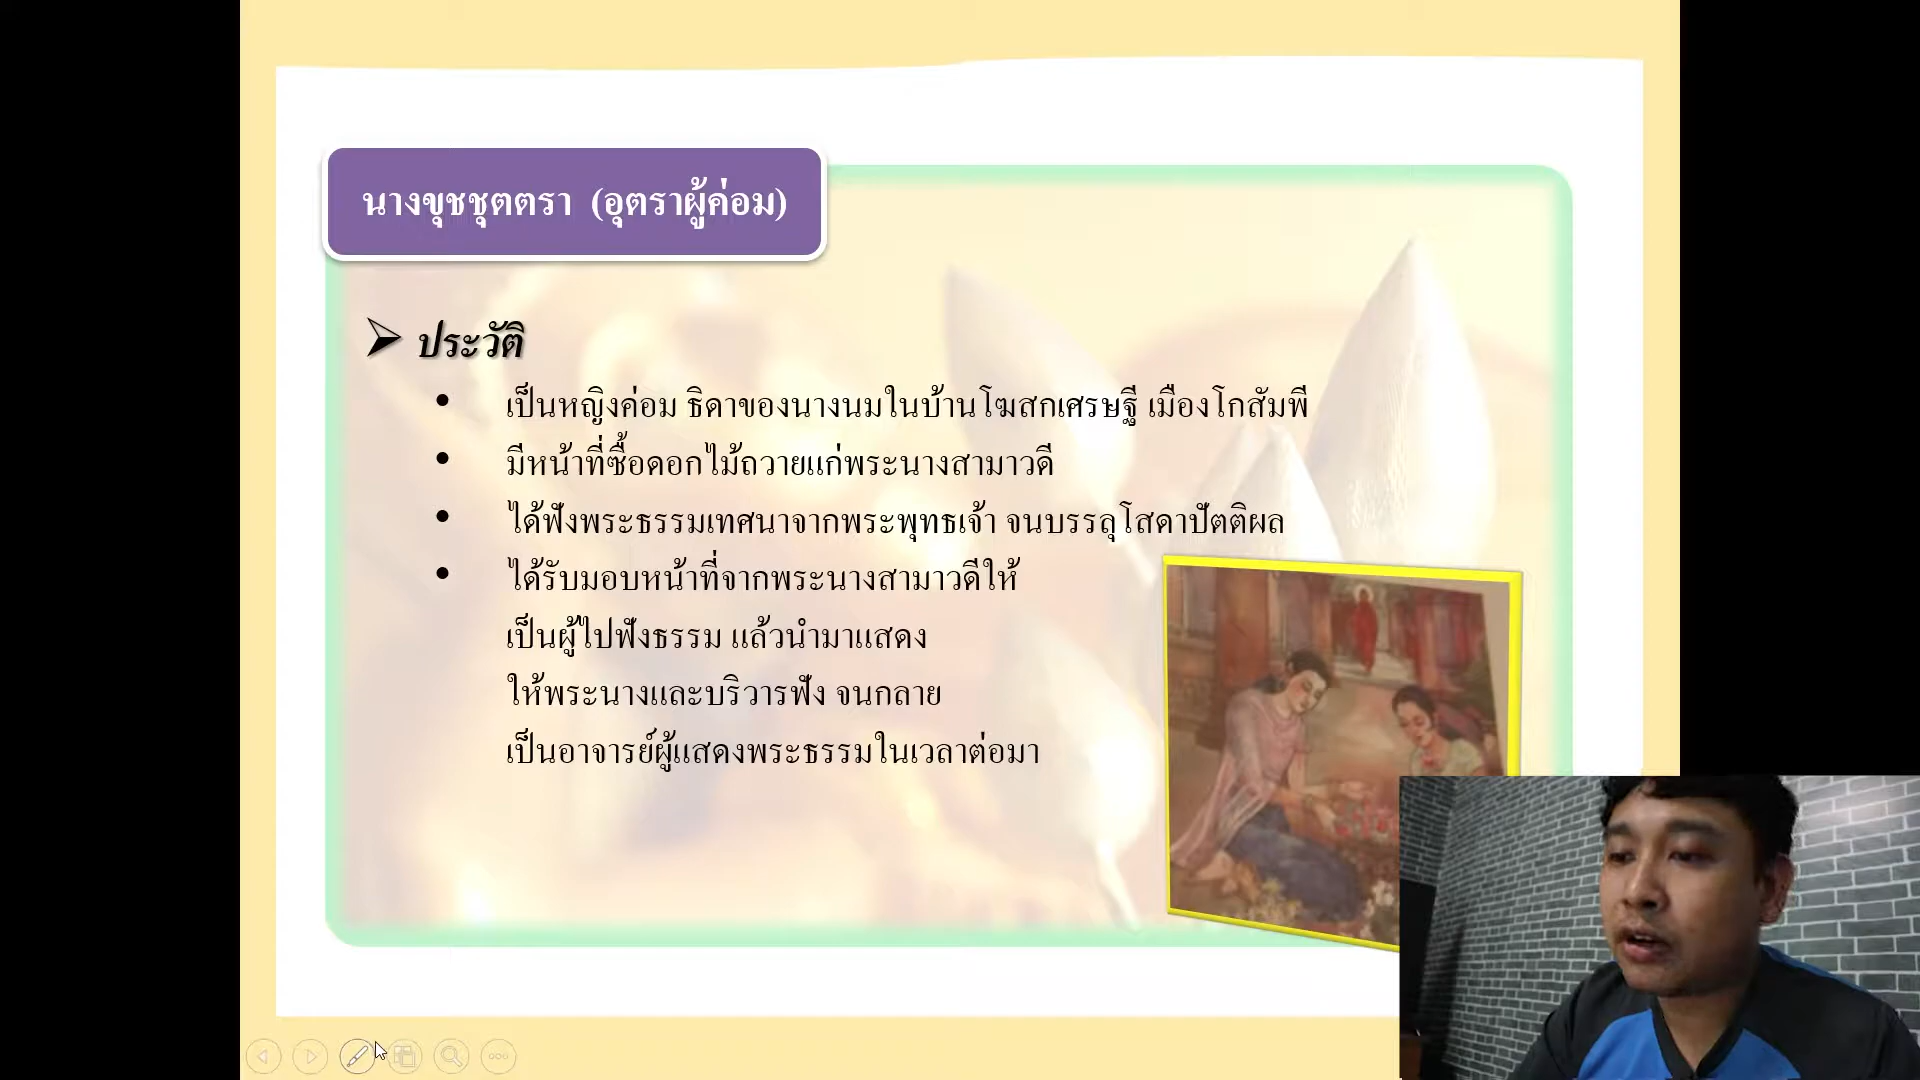 นางขุชชุตตรา (อุตราผู้ค่อม)
ประวัติ
เป็นหญิงค่อม ธิดาของนางนมในบ้านโฆสกเศรษฐี เมืองโกสัมพี
มีหน้าที่ซื้อดอกไม้ถวายแก่พระนางสามาวดี
ได้ฟังพระธรรมเทศนาจากพระพุทธเจ้า จนบรรลุโสดาปัตติผล
ได้รับมอบหน้าที่จากพระนางสามาวดีให้
เป็นผู้ไปฟังธรรม แล้วนำมาแสดง
ให้พระนางและบริวารฟัง จนกลาย
เป็นอาจารย์ผู้แสดงพระธรรมในเวลาต่อมา